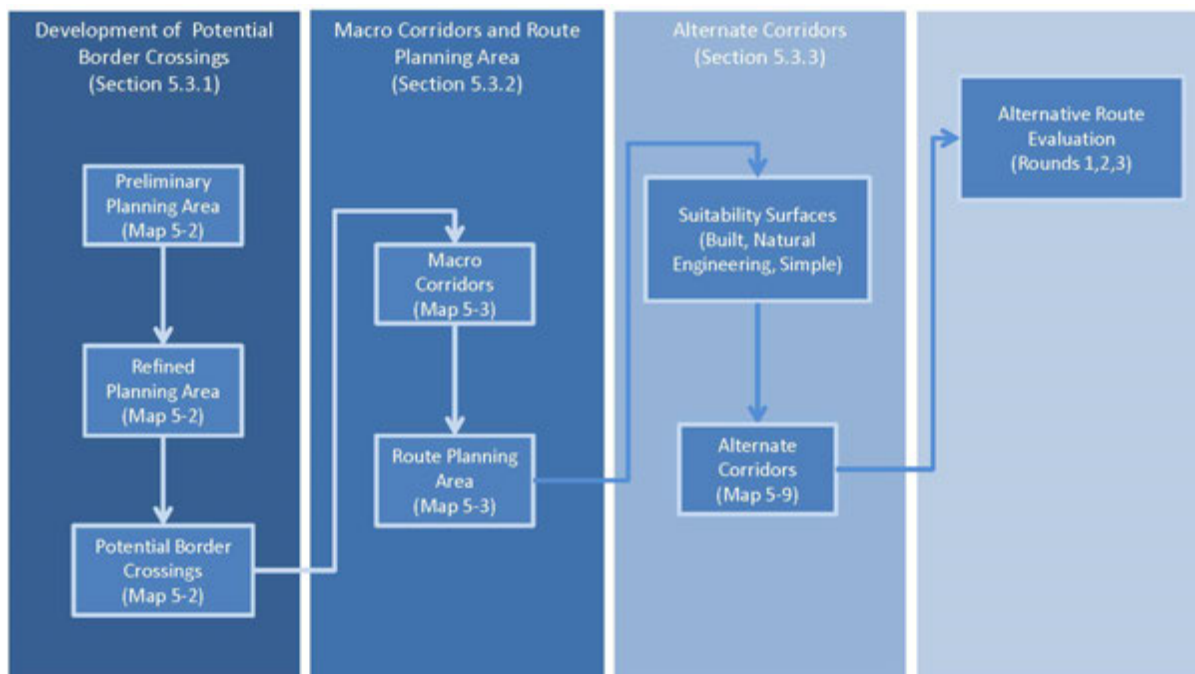 Development of Potential
Border Crossings
(Section 5.3.1)
Preliminary
Planning Area
(Map 5-2)
Refined
Planning Area
(Map 5-2)
Potential Border
Crossings
(Map 5-2)
Macro Corridors and Route
Planning Area
(Section 5.3.2)
Macro
Corridors
(Map 5-3)
Route Planning
Area
(Map 5-3)
Alternate Corridors
(Section 5.3.3)
Suitability Surfaces
(Built, Natural
Engineering, Simple)
Alternate
Corridors
(Map 5-9)
Alternative Route
Evaluation
(Rounds 1,2,3)